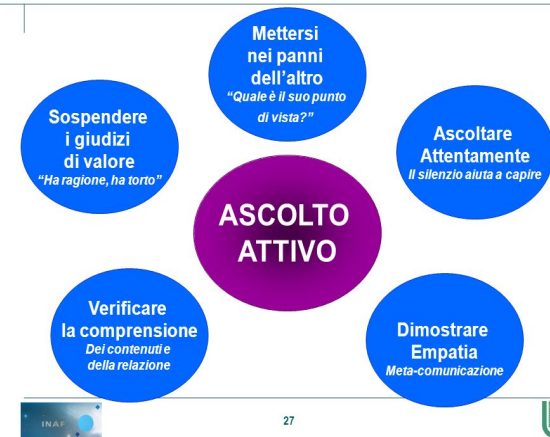 Mettersi
nei panni
dell'altro
"Quale è il suo punto
di vista?"
Sospendere
i giudizi
di valore
"Ha ragione, ha torto"
Ascoltare
Attentamente
Il silenzio aiuta a capire
ASCOLTO
ATTIVO
Verificare
la comprensione
Dei contenuti e
della relazione
Dimostrare
Empatia
Meta-comunicazione
INAF
27